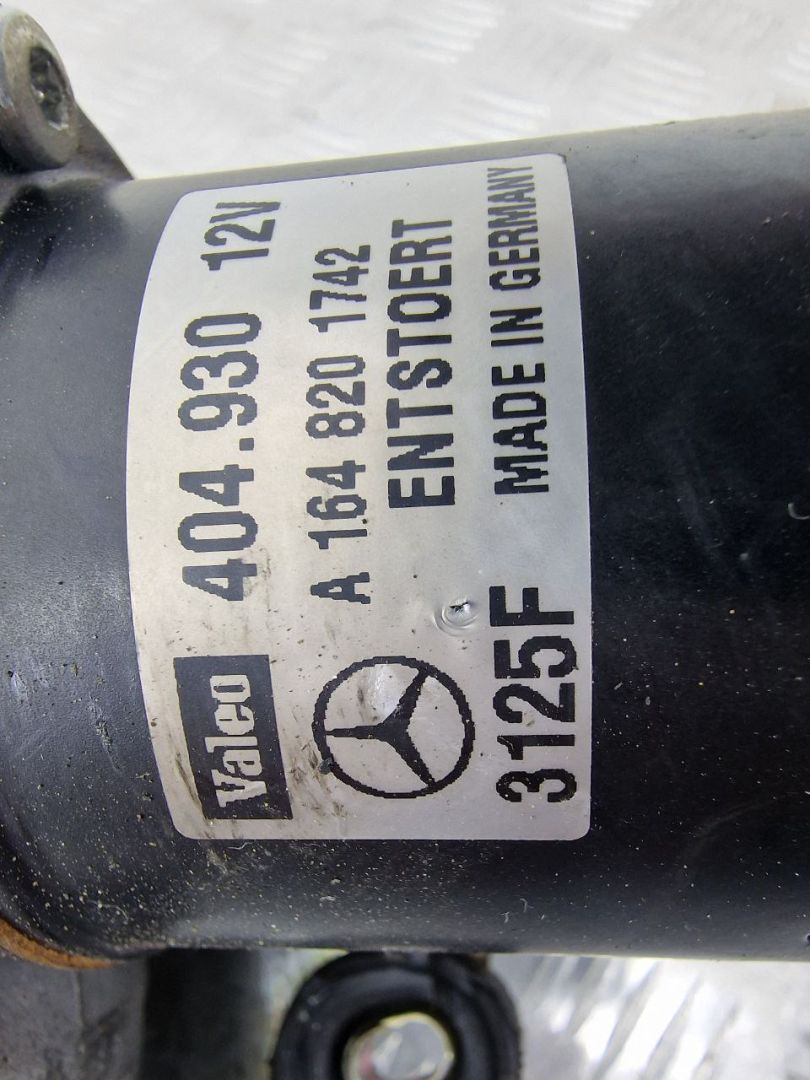 Valeo 404.930 12V
A 164 820 1742
ENTSTOERT
3125F MADE IN GERMANY